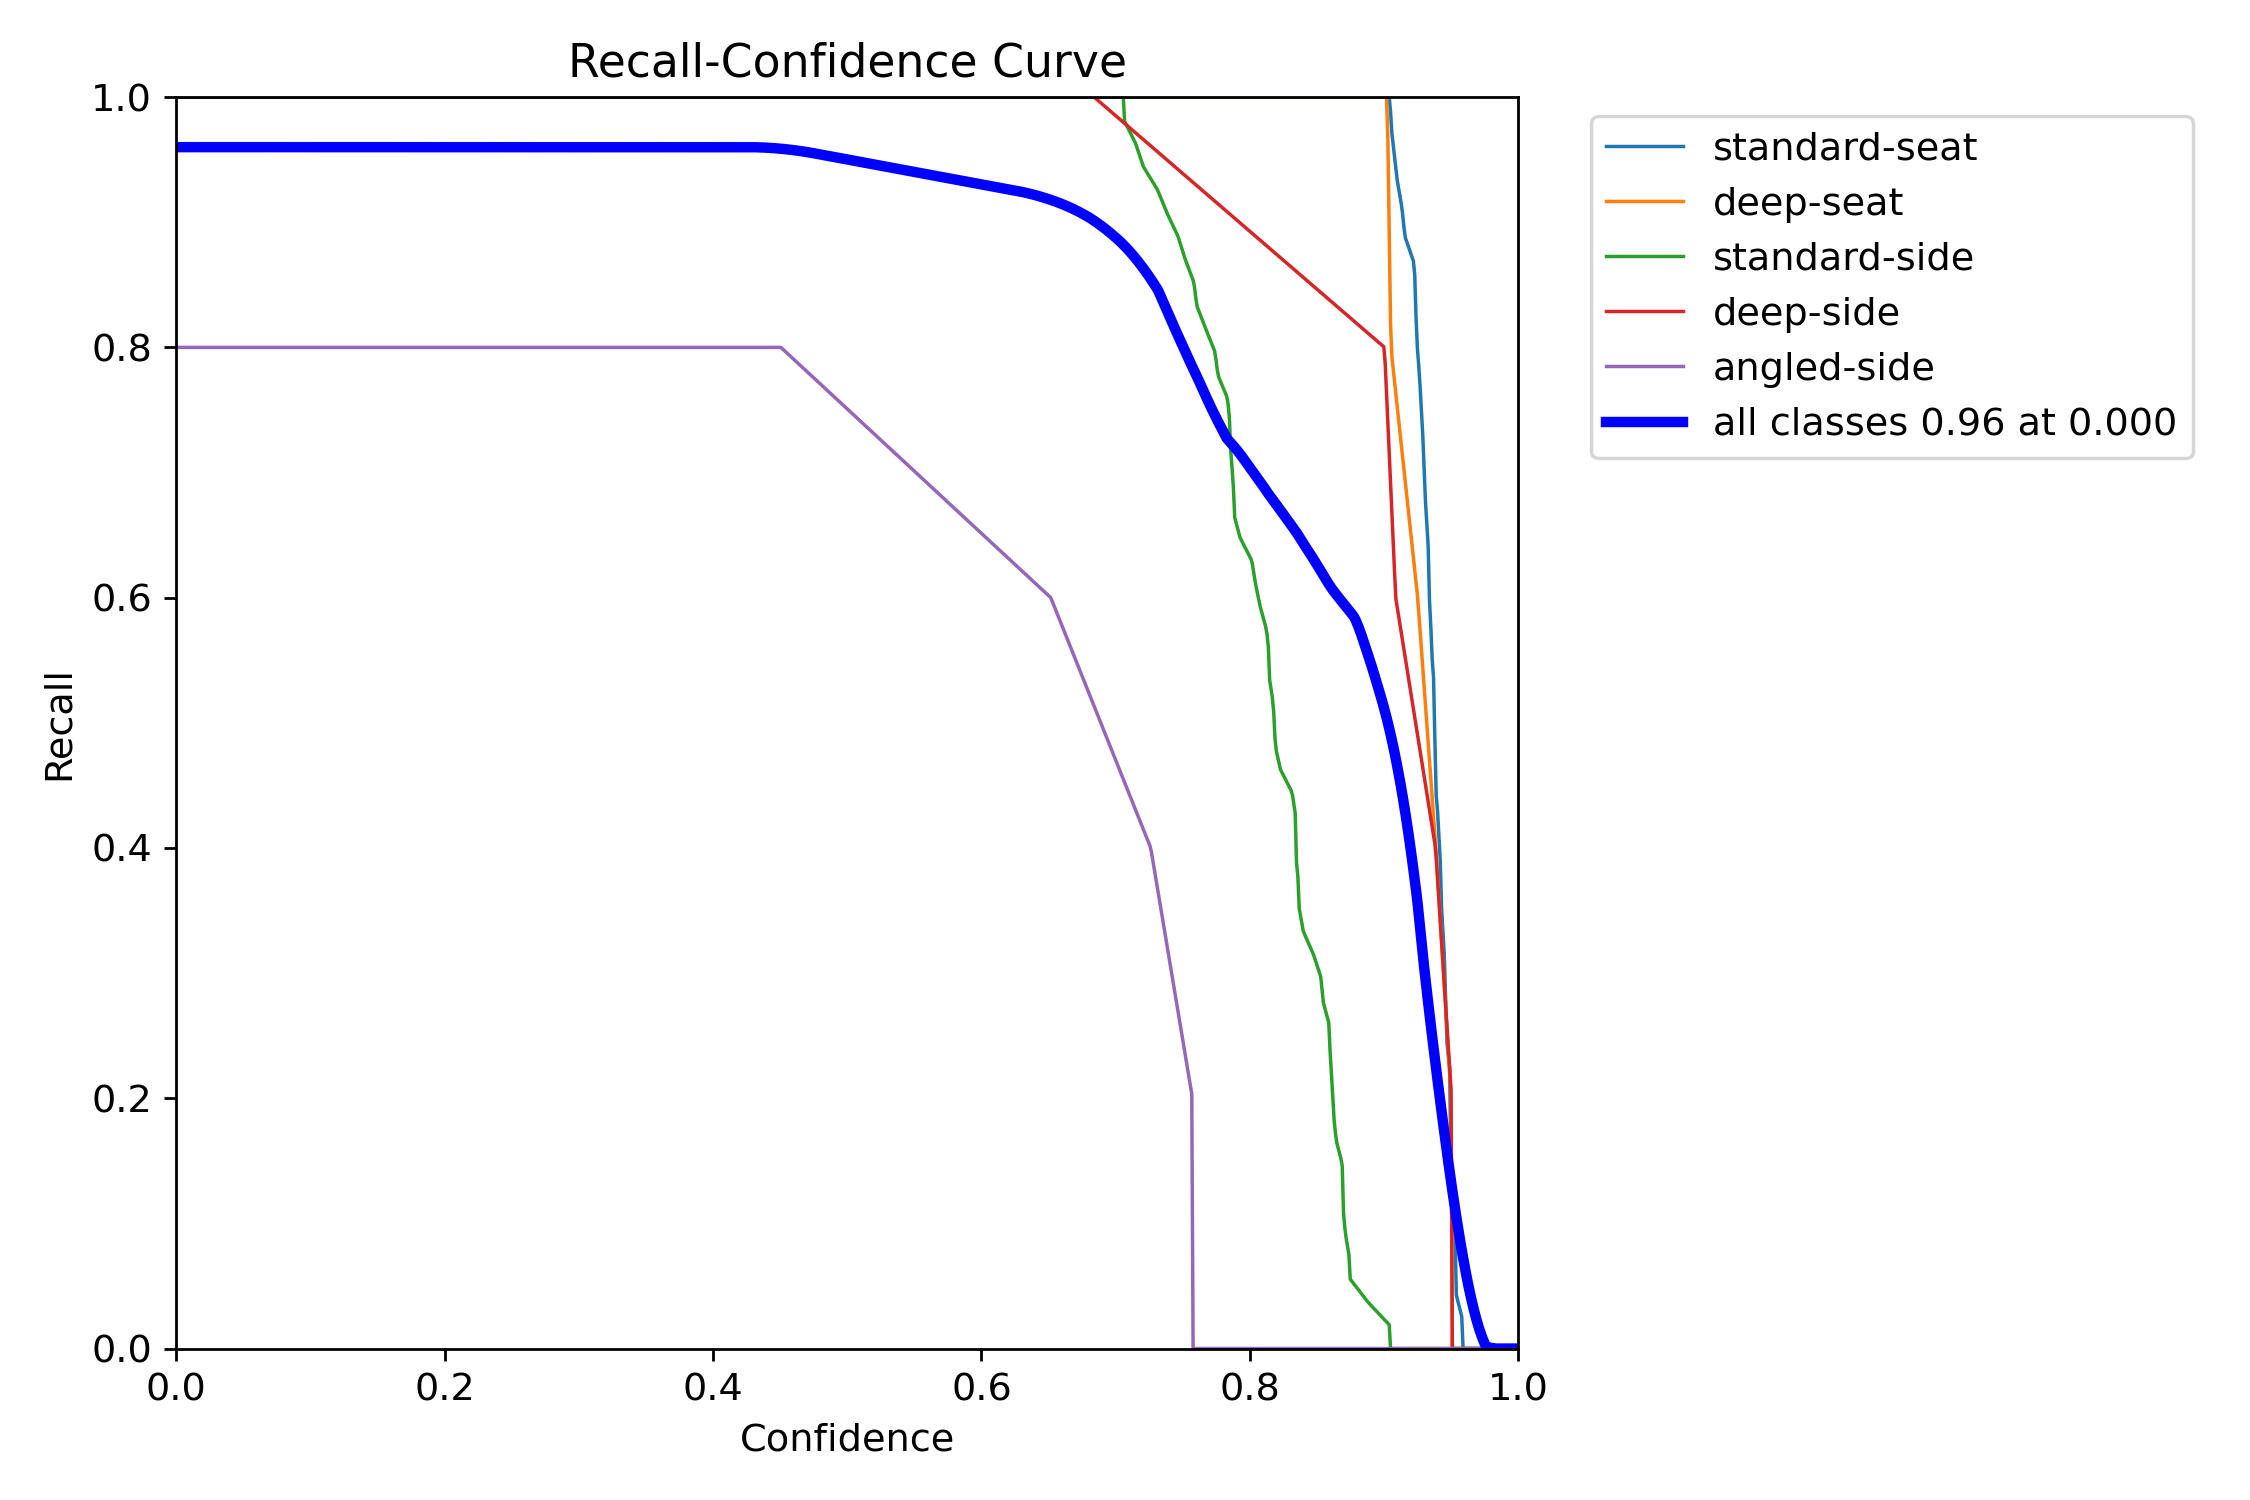 Recall-Confidence Curve
1.0
0.8
0.6
0.4
0.2
0.0
Recall
0.0 0.2 0.4 0.6 0.8 1.0
Confidence
standard-seat
deep-seat
standard-side
deep-side
angled-side
all classes 0.96 at 0.000